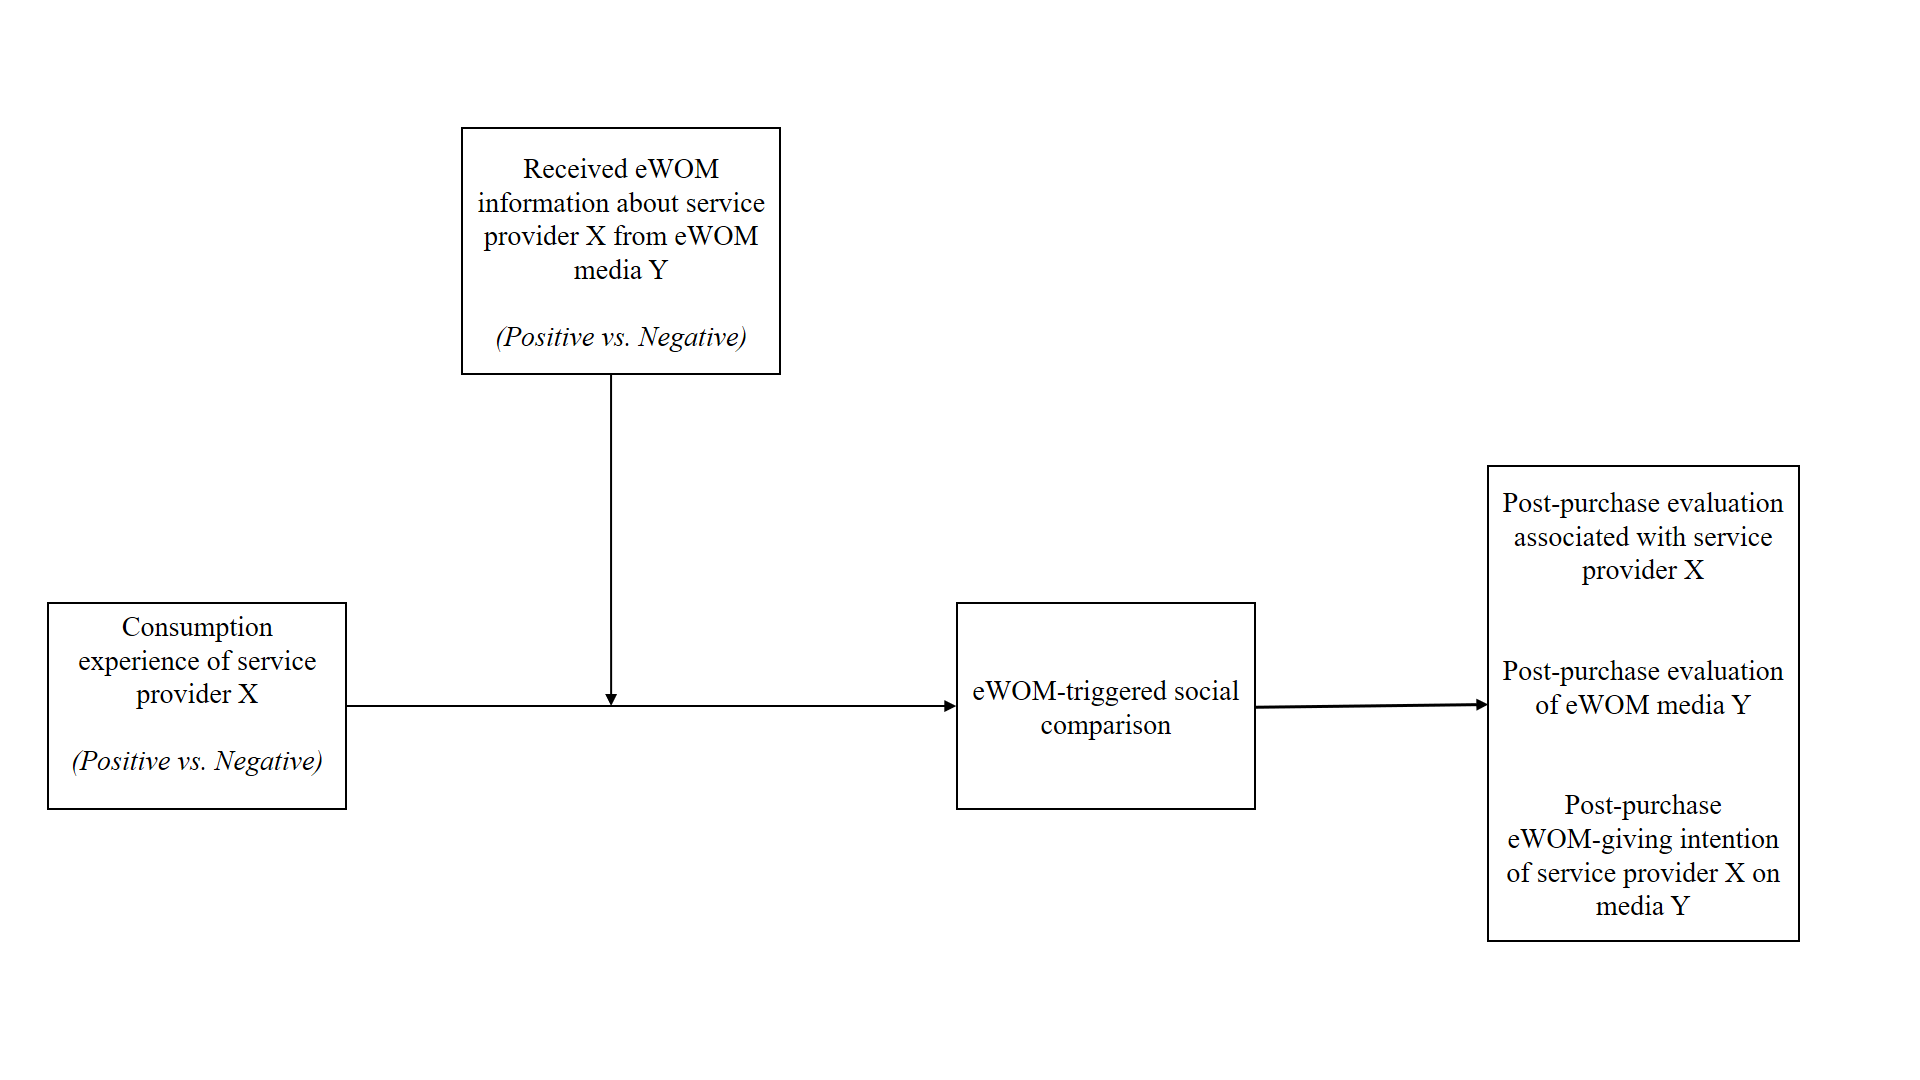 Received eWOM
information about service
provider X from eWOM
media Y
(Positive vs. Negative)
Consumption
experience of service
provider X
(Positive vs. Negative)
eWOM-triggered social
comparison
Post-purchase evaluation
associated with service
provider X
Post-purchase evaluation
of eWOM media Y
Post-purchase
eWOM-giving intention
of service provider X on
media Y